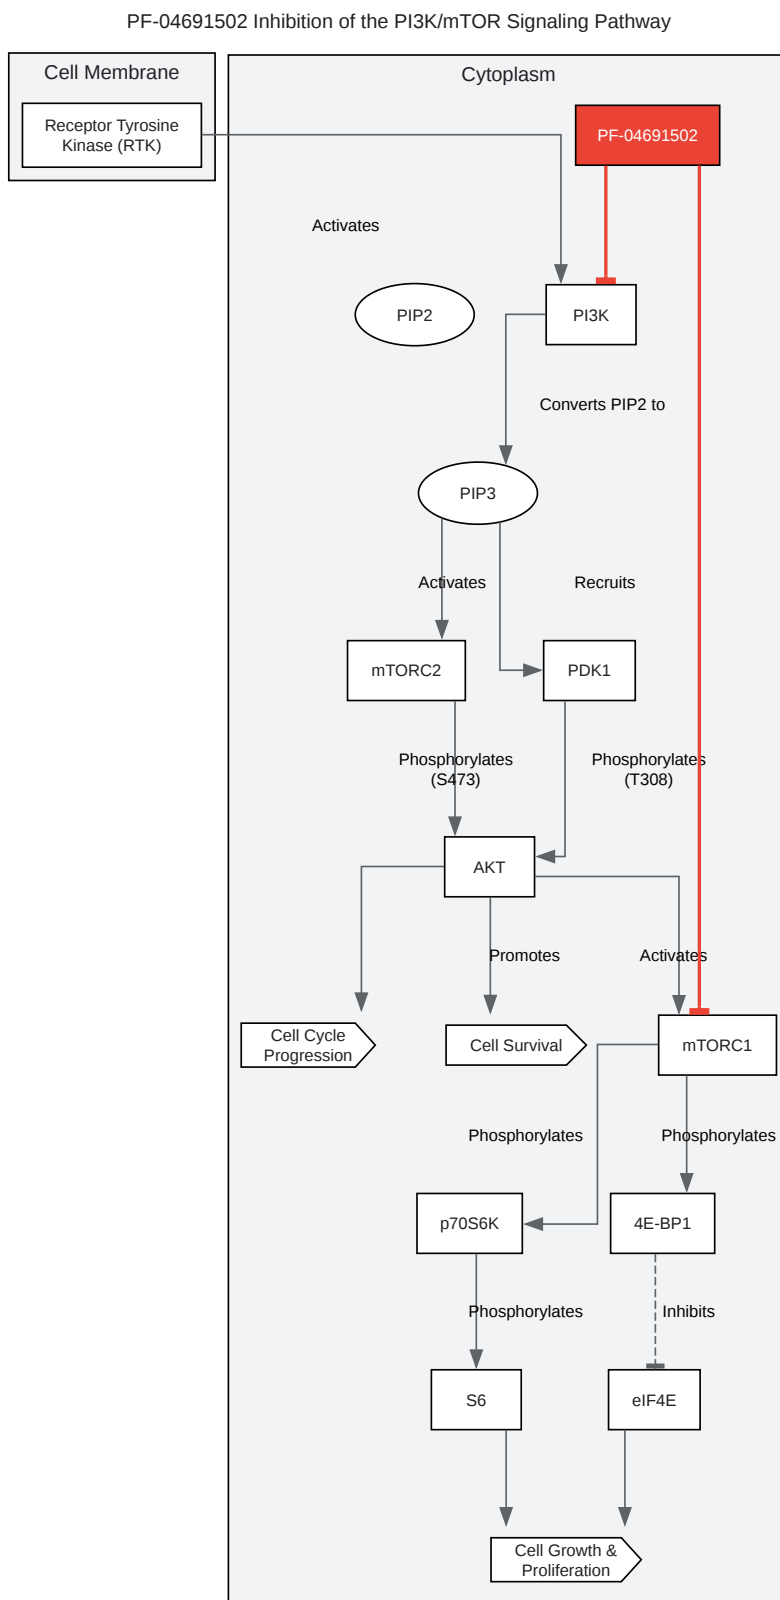 PF-04691502 Inhibition of the PI3K/mTOR Signaling Pathway
Cell Membrane
Cytoplasm
Receptor Tyrosine
Kinase (RTK)
PF-04691502
Activates
PIP2
PI3K
Converts PIP2 to
PIP3
Activates
Recruits
mTORC2
PDK1
Phosphorylates
(S473)
Phosphorylates
(T308)
AKT
Promotes
Activates
Cell Cycle
Progression
Cell Survival
mTORC1
Phosphorylates
Phosphorylates
p70S6K
4E-BP1
Phosphorylates
Inhibits
S6
eIF4E
Cell Growth &
Proliferation